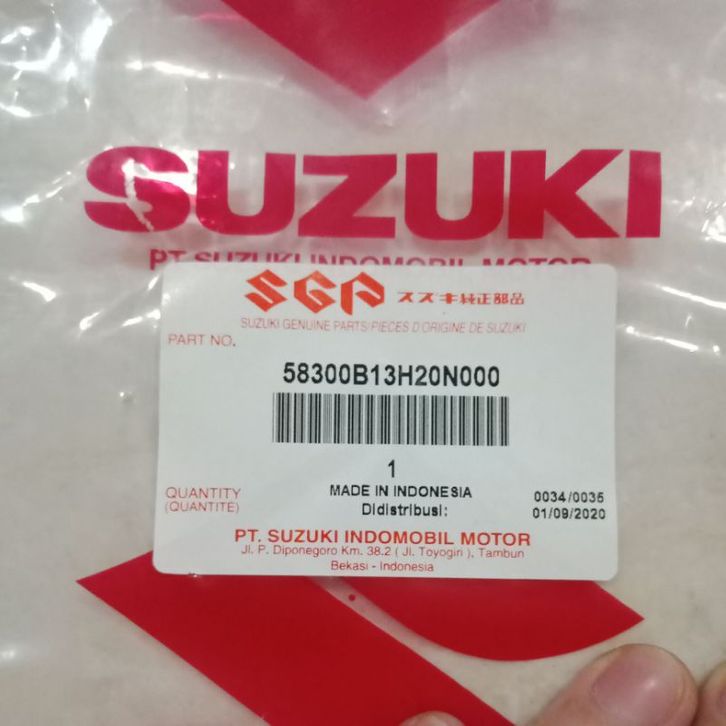 SUZUKI
PT. SUZUKI INDOMOBIL MOTOR
SGP スズキ純正部品
SUZUKI GENUINE PARTS/PIECES D'ORIGINE DE SUZUKI
PART NO.
58300B13H20N000
1
QUANTITY
(QUANTITE)
MADE IN INDONESIA
Didistribusi:
0034/0035
01/09/2020
PT. SUZUKI INDOMOBIL MOTOR
Jl. P. Diponegoro Km. 38.2 ( Jl. Toyogiri ), Tambun
Bekasi - Indonesia